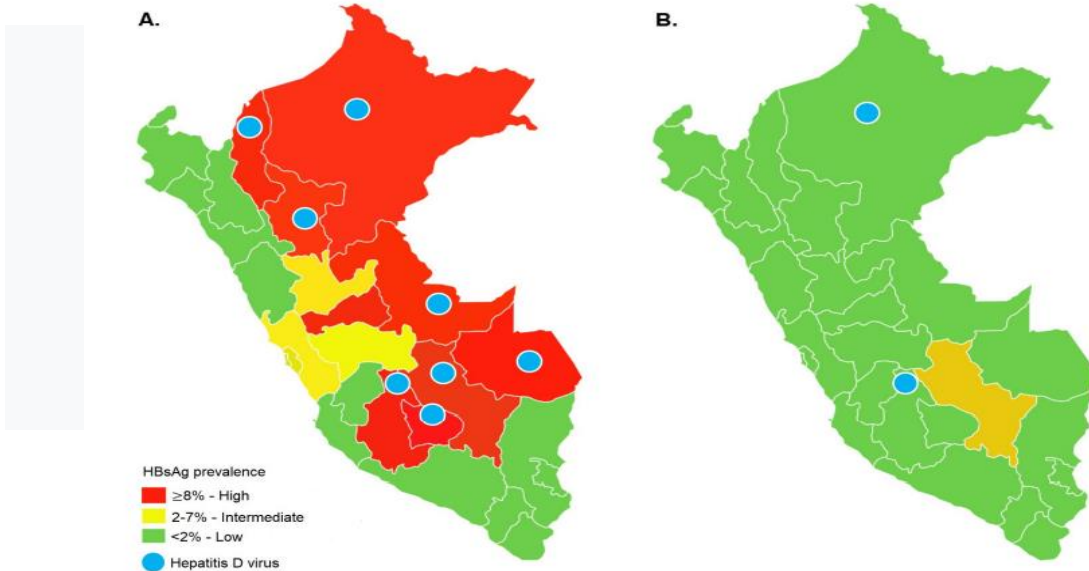 A.
B.
HBsAg prevalence
≥8% - High
2-7% - Intermediate
<2% - Low
Hepatitis D virus